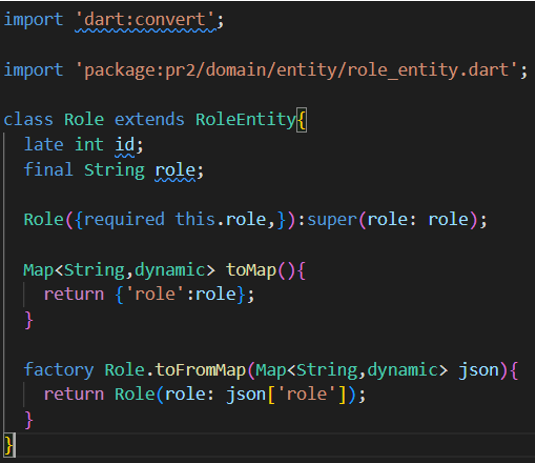 import 'dart:convert';
import 'package:pr2/domain/entity/role_entity.dart';
class Role extends RoleEntity{
late int id;
final String role;
Role({required this.role,}):super(role: role);
Map<String,dynamic> toMap(){
return {'role':role};
}
factory Role.toFromMap(Map<String,dynamic> json){
return Role(role: json['role']);
}
}